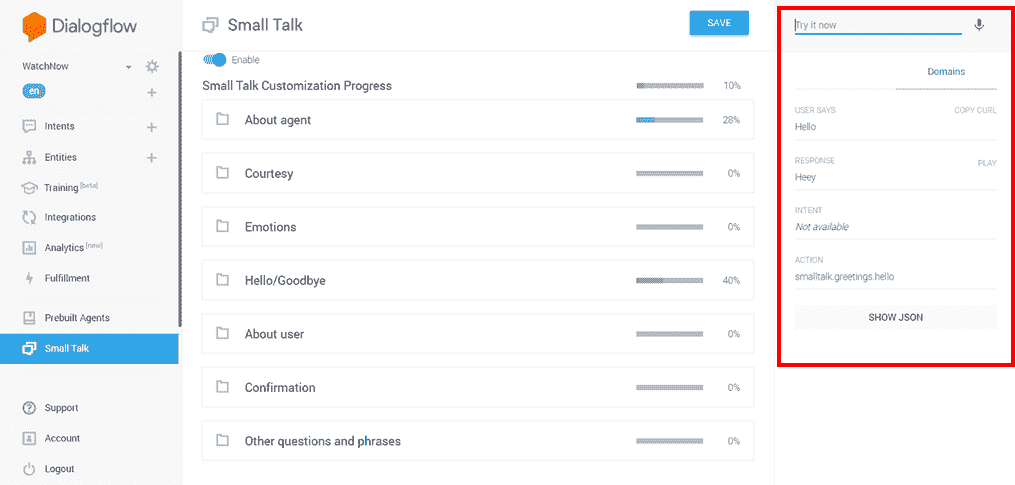 Dialogflow
WatchNow
en
Intents
Entities
Training [beta]
Integrations
Analytics [new]
Fulfillment
Prebuilt Agents
Small Talk
Support
Account
Logout
Small Talk
SAVE
Enable
Small Talk Customization Progress 10%
About agent 28%
Courtesy 0%
Emotions 0%
Hello/Goodbye 40%
About user 0%
Confirmation 0%
Other questions and phrases 0%
Try it now
Domains
USER SAYS COPY CURL
Hello
RESPONSE PLAY
Heey
INTENT
Not available
ACTION
smalltalk.greetings.hello
SHOW JSON